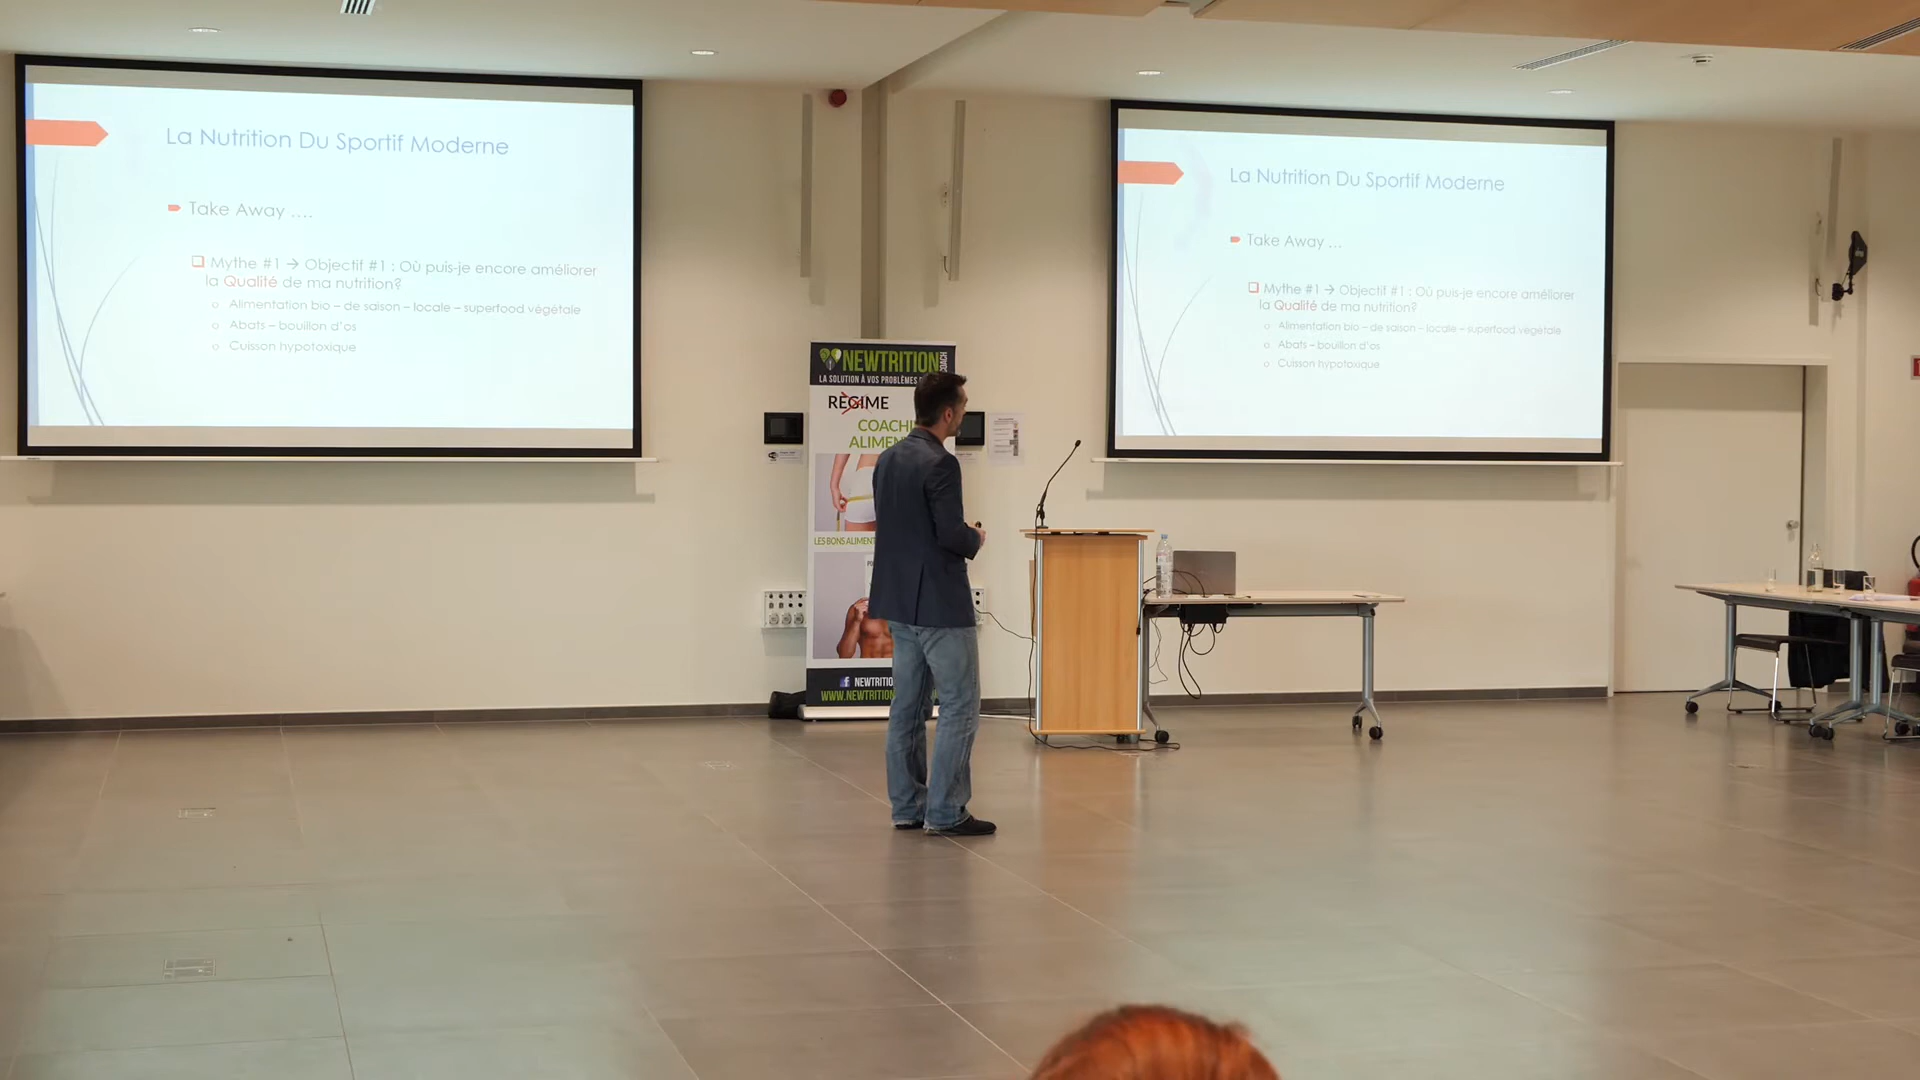 La Nutrition Du Sportif Moderne
Take Away ....
Mythe #1 → Objectif #1 : Où puis-je encore améliorer
la Qualité de ma nutrition?
Alimentation bio – de saison – locale – superfood végétale
Abats – bouillon d'os
Cuisson hypotoxique
NEWTRITION
COACH
LA SOLUTION À VOS PROBLÈMES
RÉGIME
COACHI
ALIMEN
LES BONS ALIMENT
NEWTRITIO
WWW.NEWTRITION
La Nutrition Du Sportif Moderne
Take Away ...
Mythe #1 → Objectif #1 : Où puis-je encore améliorer
la Qualité de ma nutrition?
Alimentation bio – de saison – locale – superfood végétale
Abats – bouillon d'os
Cuisson hypotoxique